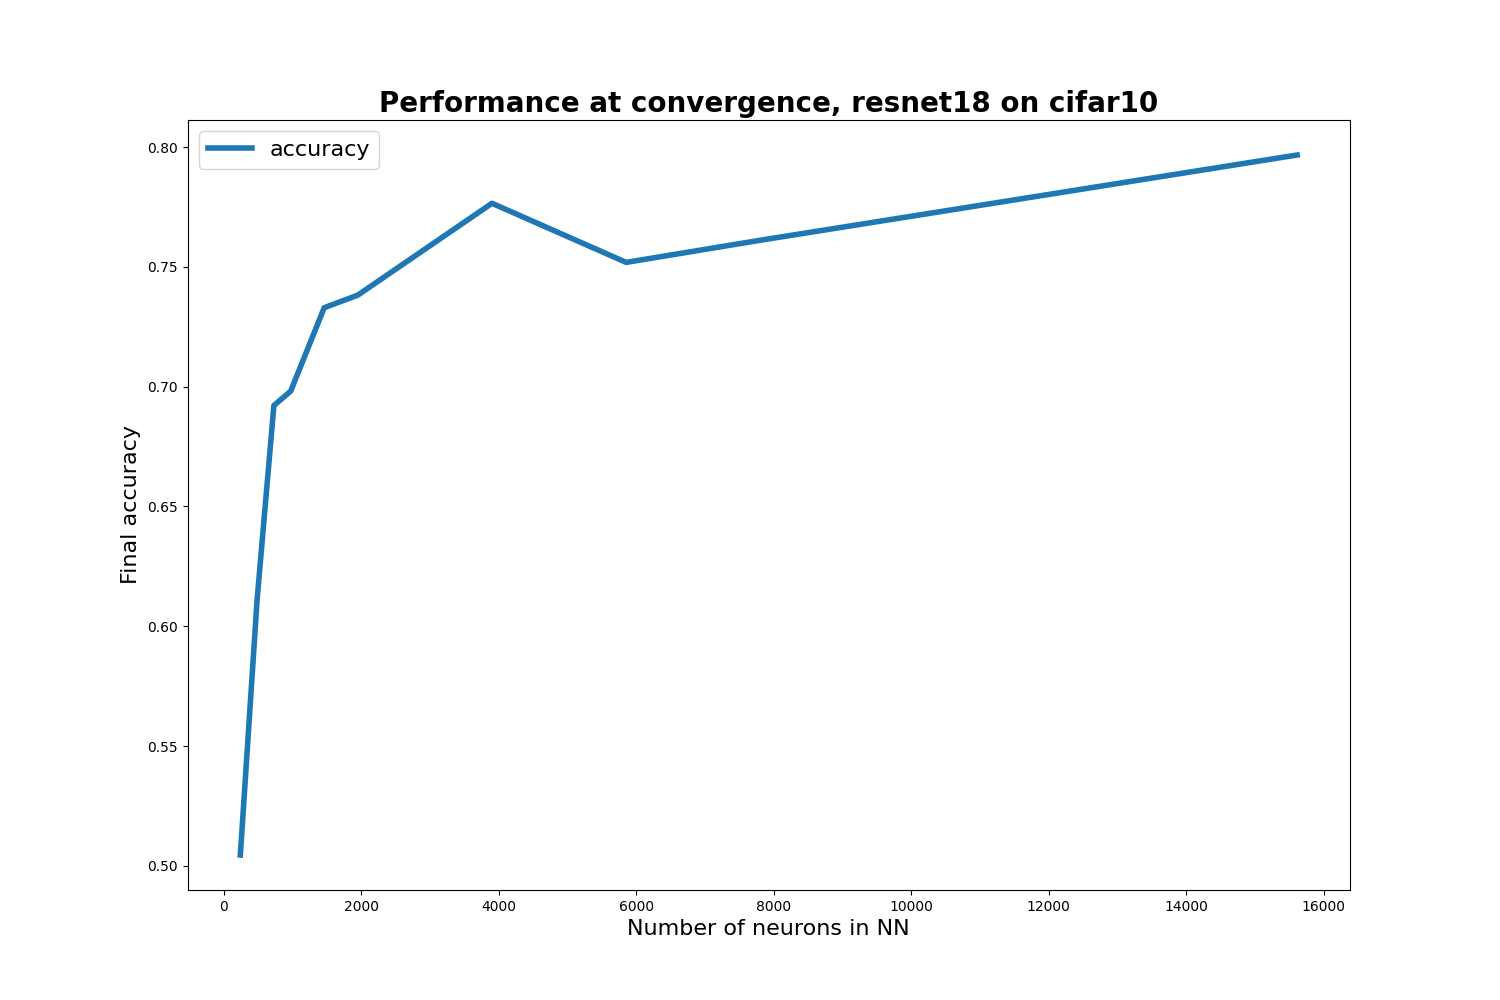 Performance at convergence, resnet18 on cifar10
accuracy
0.80
0.75
0.70
0.65
0.60
0.55
0.50
Final accuracy
0 2000 4000 6000 8000 10000 12000 14000 16000
Number of neurons in NN